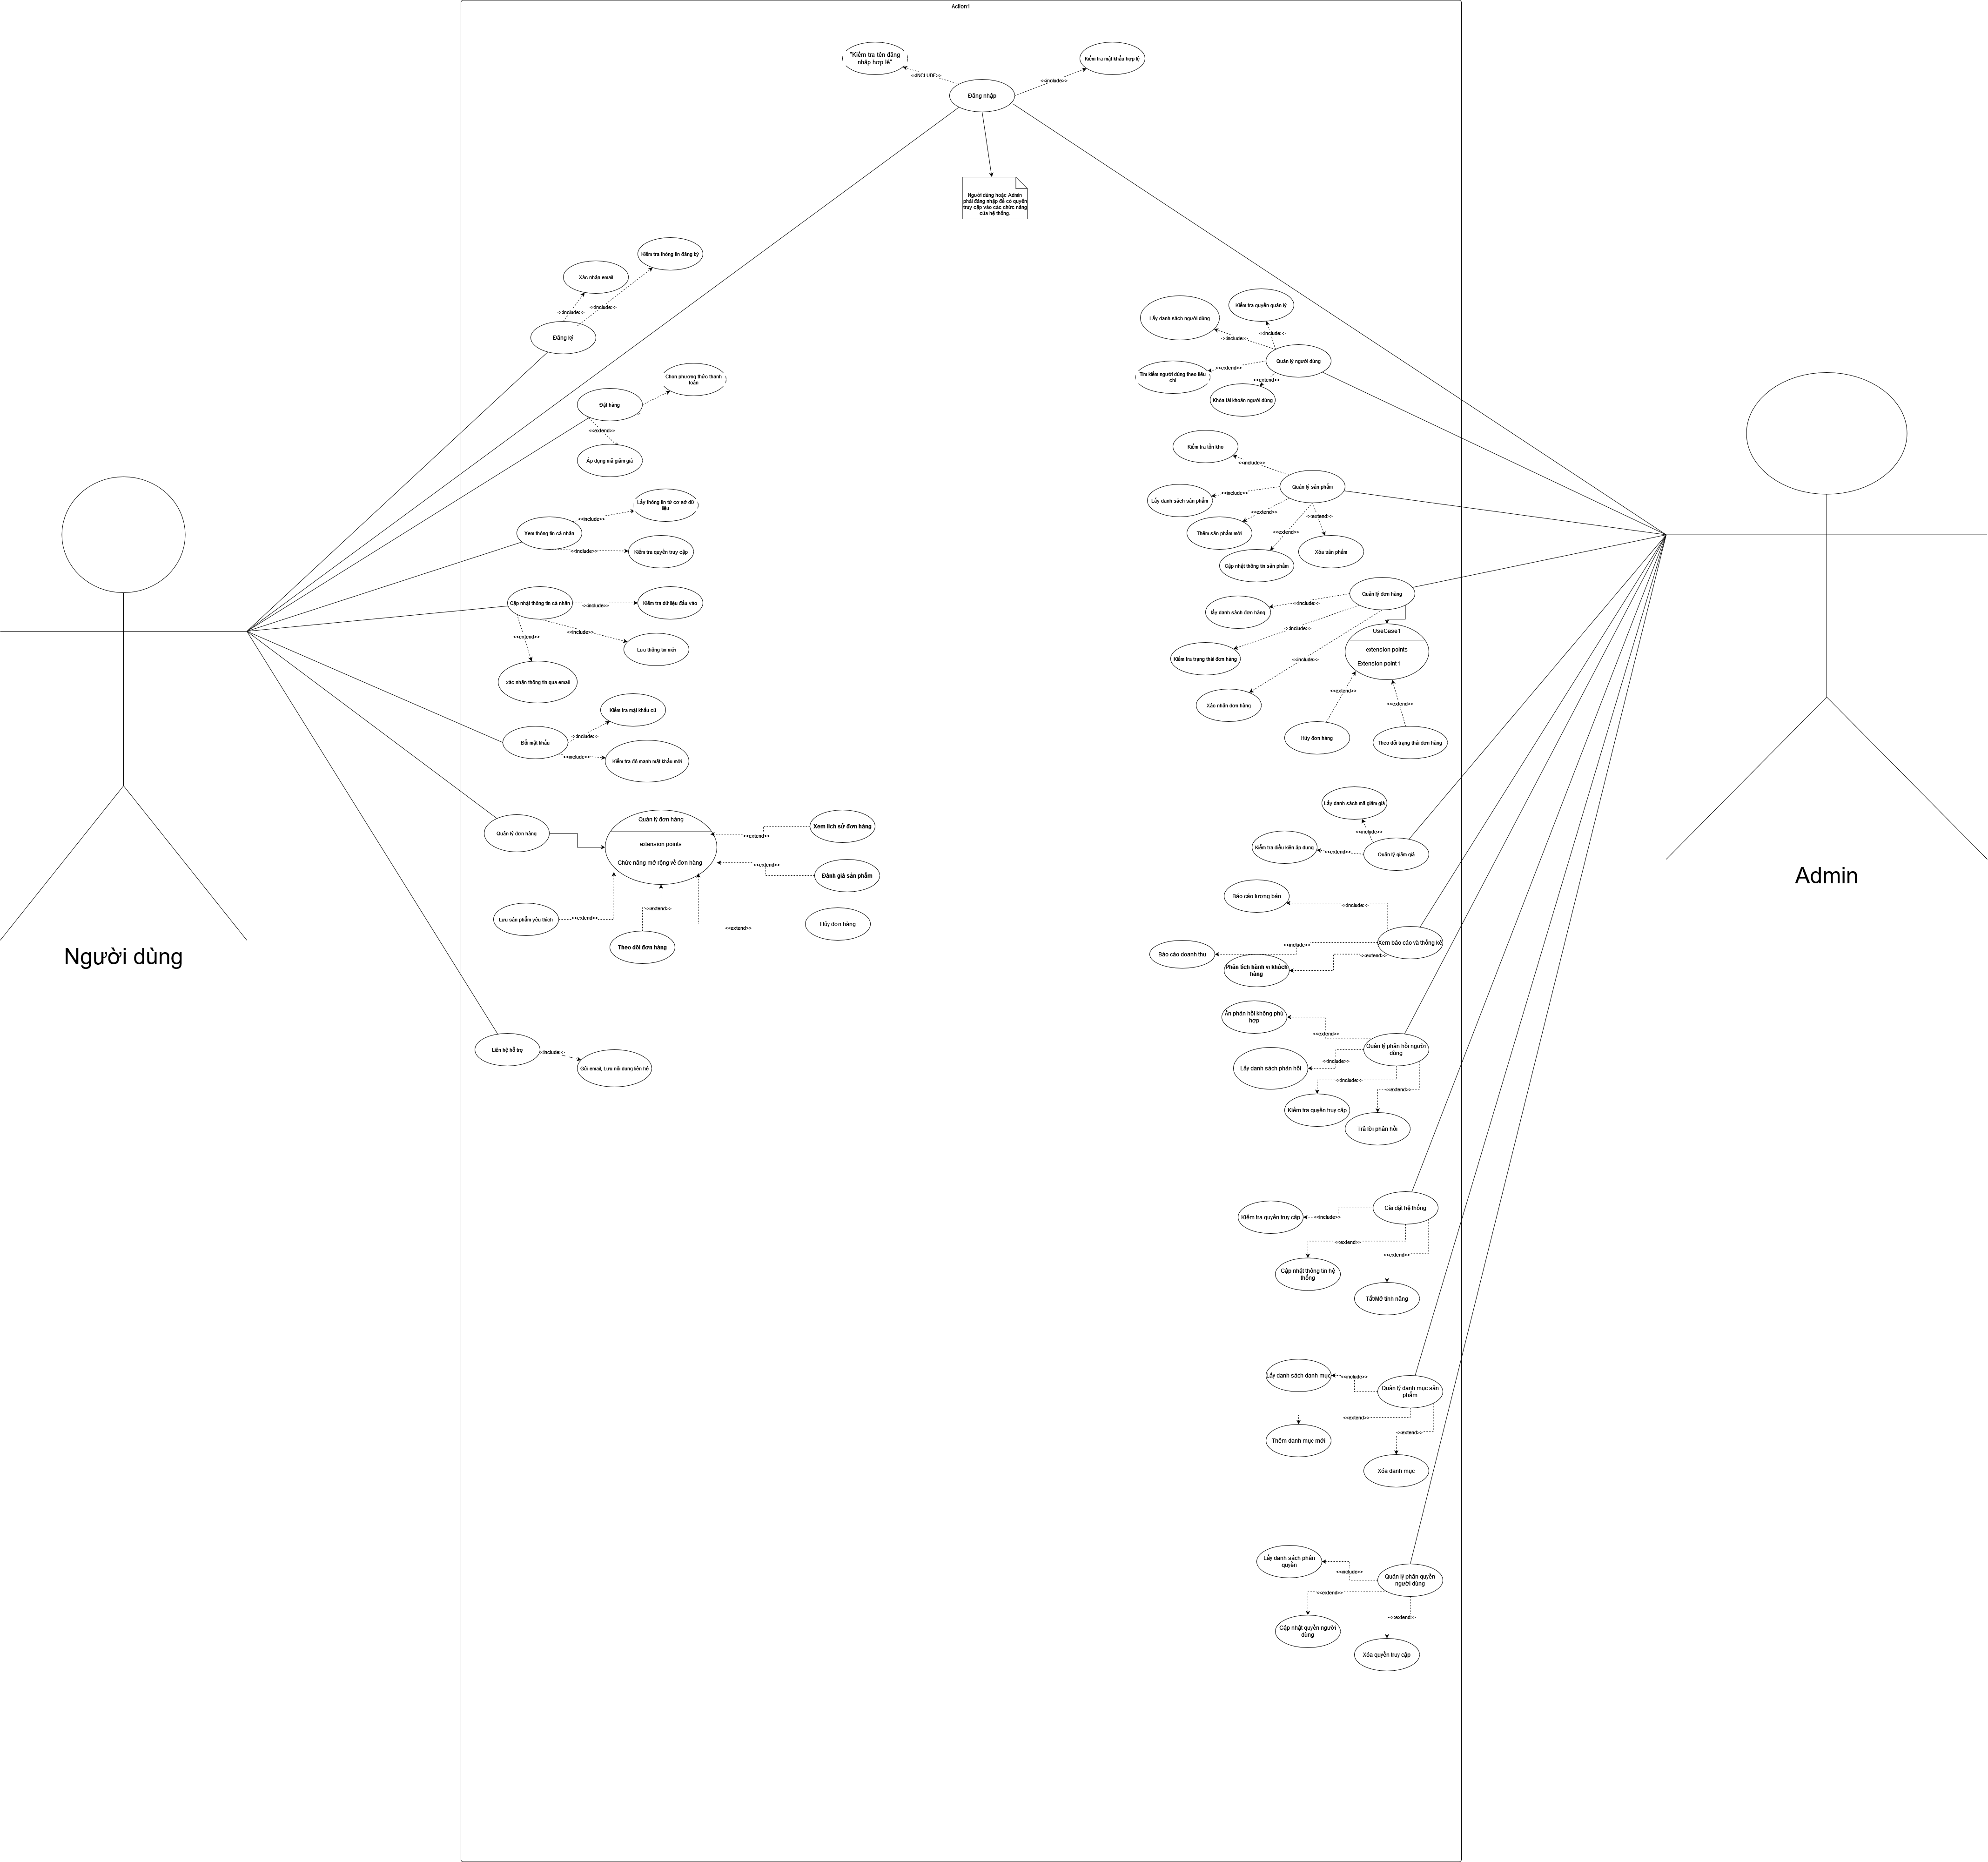 Action1
"Kiểm tra tên đăng
nhập hợp lệ"
<<INCLUDE>>
Kiểm tra mật khẩu hợp lệ
<<include>>
Đăng nhập
Người dùng hoặc Admin
phải đăng nhập để có quyền
truy cập vào các chức năng
của hệ thống.
Kiểm tra thông tin đăng ký
Xác nhận email
<<include>>
<<include>>
Đăng ký
Chọn phương thức thanh
toán
Đặt hàng
<<extend>>
Áp dụng mã giảm giá
Lấy thông tin từ cơ sở dữ
liệu
<<include>>
Xem thông tin cá nhân
<<include>>
Kiểm tra quyền truy cập
Cập nhật thông tin cá nhân
<<include>>
Kiểm tra dữ liệu đầu vào
<<extend>>
<<include>>
Lưu thông tin mới
xác nhận thông tin qua email
Kiểm tra mật khẩu cũ
<<include>>
Đổi mật khẩu
<<include>>
Kiểm tra độ mạnh mật khẩu mới
Quản lý đơn hàng
Quản lý đơn hàng
extension points
Chức năng mở rộng về đơn hàng
<<extend>>
Xem lịch sử đơn hàng
<<extend>>
Đánh giá sản phẩm
Lưu sản phẩm yêu thích
<<extend>>
<<extend>>
<<extend>>
Hủy đơn hàng
Theo dõi đơn hàng
Liên hệ hỗ trợ
<include>>
Gửi email, Lưu nội dung liên hệ
Người dùng
Lấy danh sách người dùng
Kiểm tra quyền quản lý
<<include>>
<<include>>
Quản lý người dùng
Tìm kiếm người dùng theo tiêu
chí
<<extend>>
<<extend>>
Khóa tài khoản người dùng
Kiểm tra tồn kho
<<include>>
Quản lý sản phẩm
Lấy danh sách sản phẩm
<<include>>
<<extend>>
<<extend>>
<<extend>>
Thêm sản phẩm mới
Xóa sản phẩm
Cập nhật thông tin sản phẩm
Quản lý đơn hàng
<<include>>
lấy danh sách đơn hàng
<<include>>
UseCase1
extension points
Extension point 1
Kiểm tra trạng thái đơn hàng
<<include>>
<<extend>>
<<extend>>
Xác nhận đơn hàng
Hủy đơn hàng
Theo dõi trạng thái đơn hàng
Lấy danh sách mã giảm giá
<<include>>
Kiểm tra điều kiện áp dụng
<<extend>>
Quản lý giảm giá
Báo cáo lượng bán
<<include>>
Xem báo cáo và thống kê
<<include>>
Báo cáo doanh thu
<<extend>>
Phân tích hành vi khách
hàng
Ẩn phản hồi không phù
hợp
<<extend>>
Quản lý phản hồi người
dùng
<<include>>
Lấy danh sách phản hồi
<<include>>
<<extend>>
Kiểm tra quyền truy cập
Trả lời phản hồi
Cài đặt hệ thống
Kiểm tra quyền truy cập
<<include>>
<<extend>>
<<extend>>
Cập nhật thông tin hệ
thống
Tắt/Mở tính năng
Lấy danh sách danh mục
<<include>>
Quản lý danh mục sản
phẩm
<<extend>>
<<extend>>
Thêm danh mục mới
Xóa danh mục
Lấy danh sách phân
quyền
<<include>>
Quản lý phân quyền
người dùng
<<extend>>
<<extend>>
Cập nhật quyền người
dùng
Xóa quyền truy cập
Admin